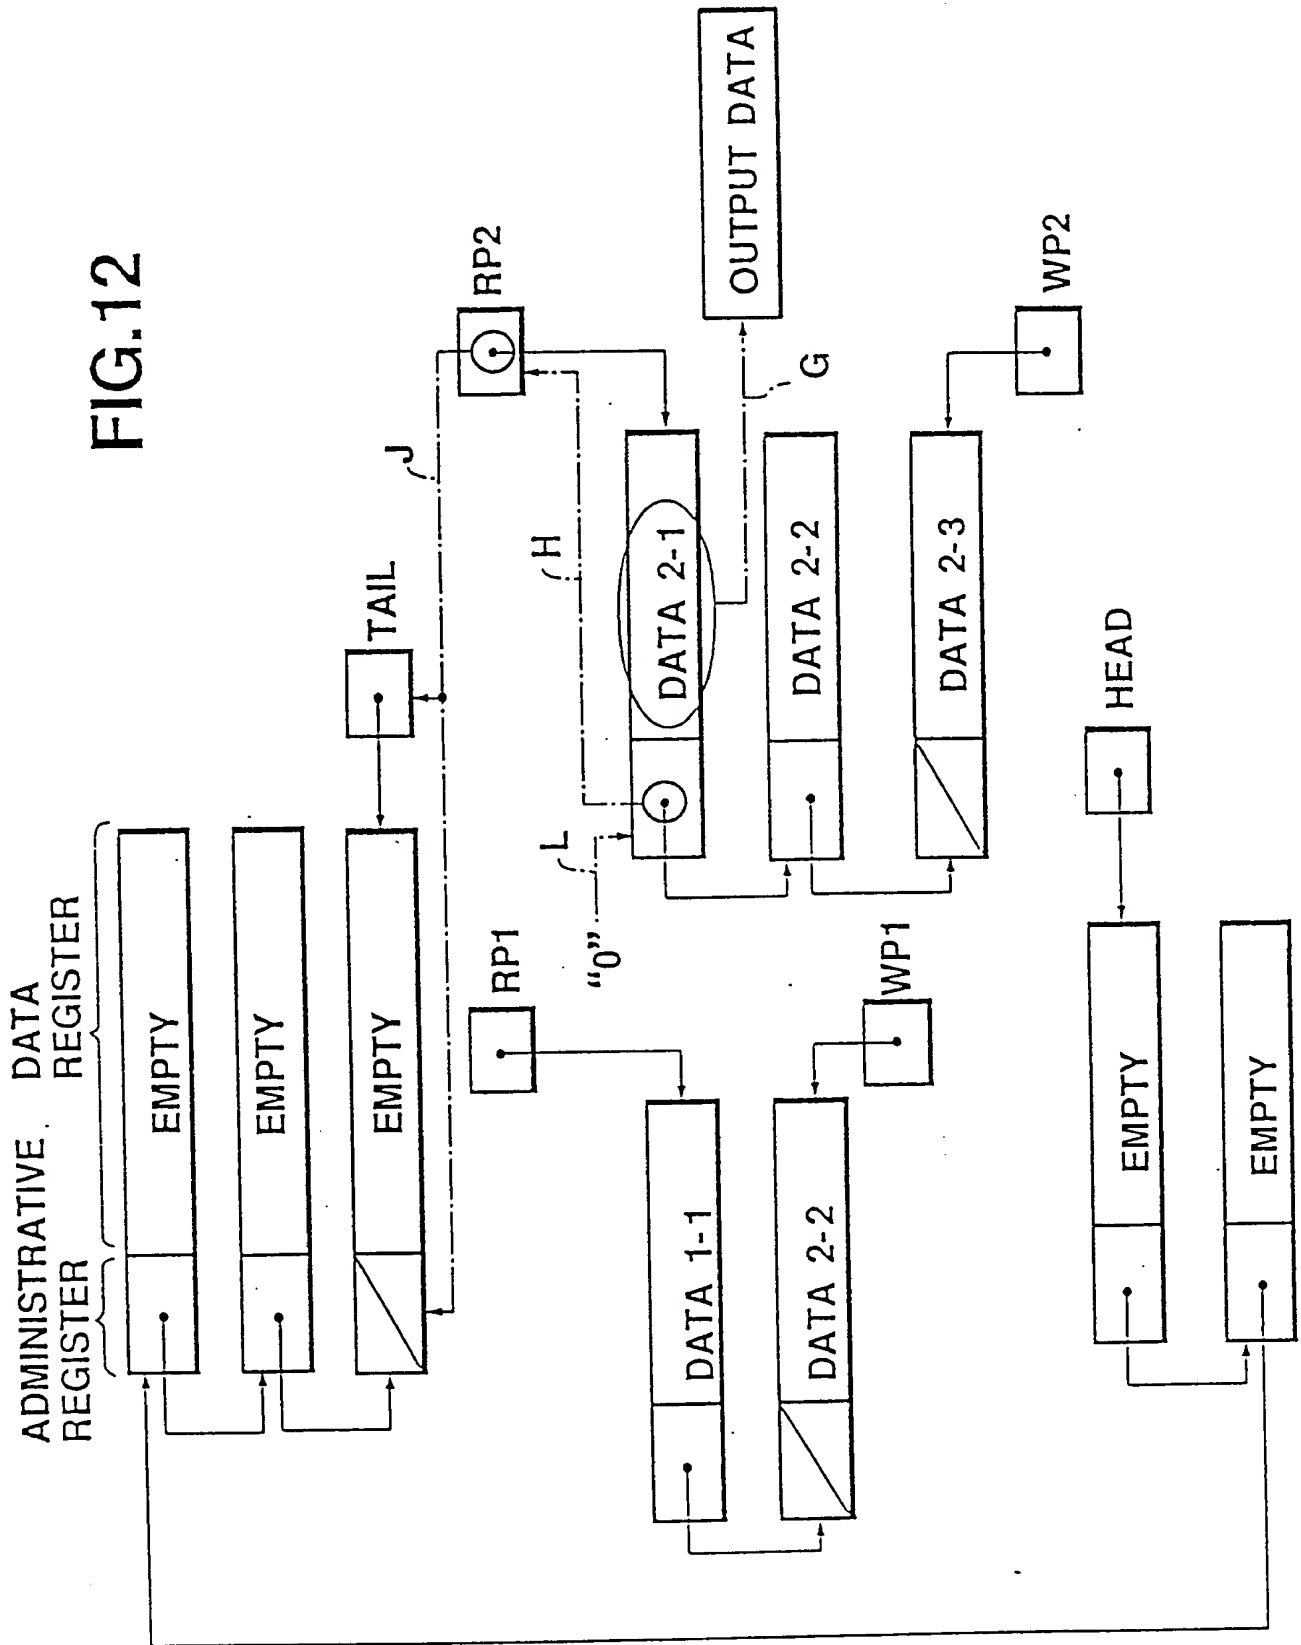 FIG.12
ADMINISTRATIVE
REGISTER
DATA
REGISTER
EMPTY
EMPTY
EMPTY
TAIL
J
RP2
RP1
H
L
"0"
DATA 2-1
DATA 2-2
DATA 2-3
G
OUTPUT DATA
WP1
WP2
DATA 1-1
DATA 2-2
HEAD
EMPTY
EMPTY